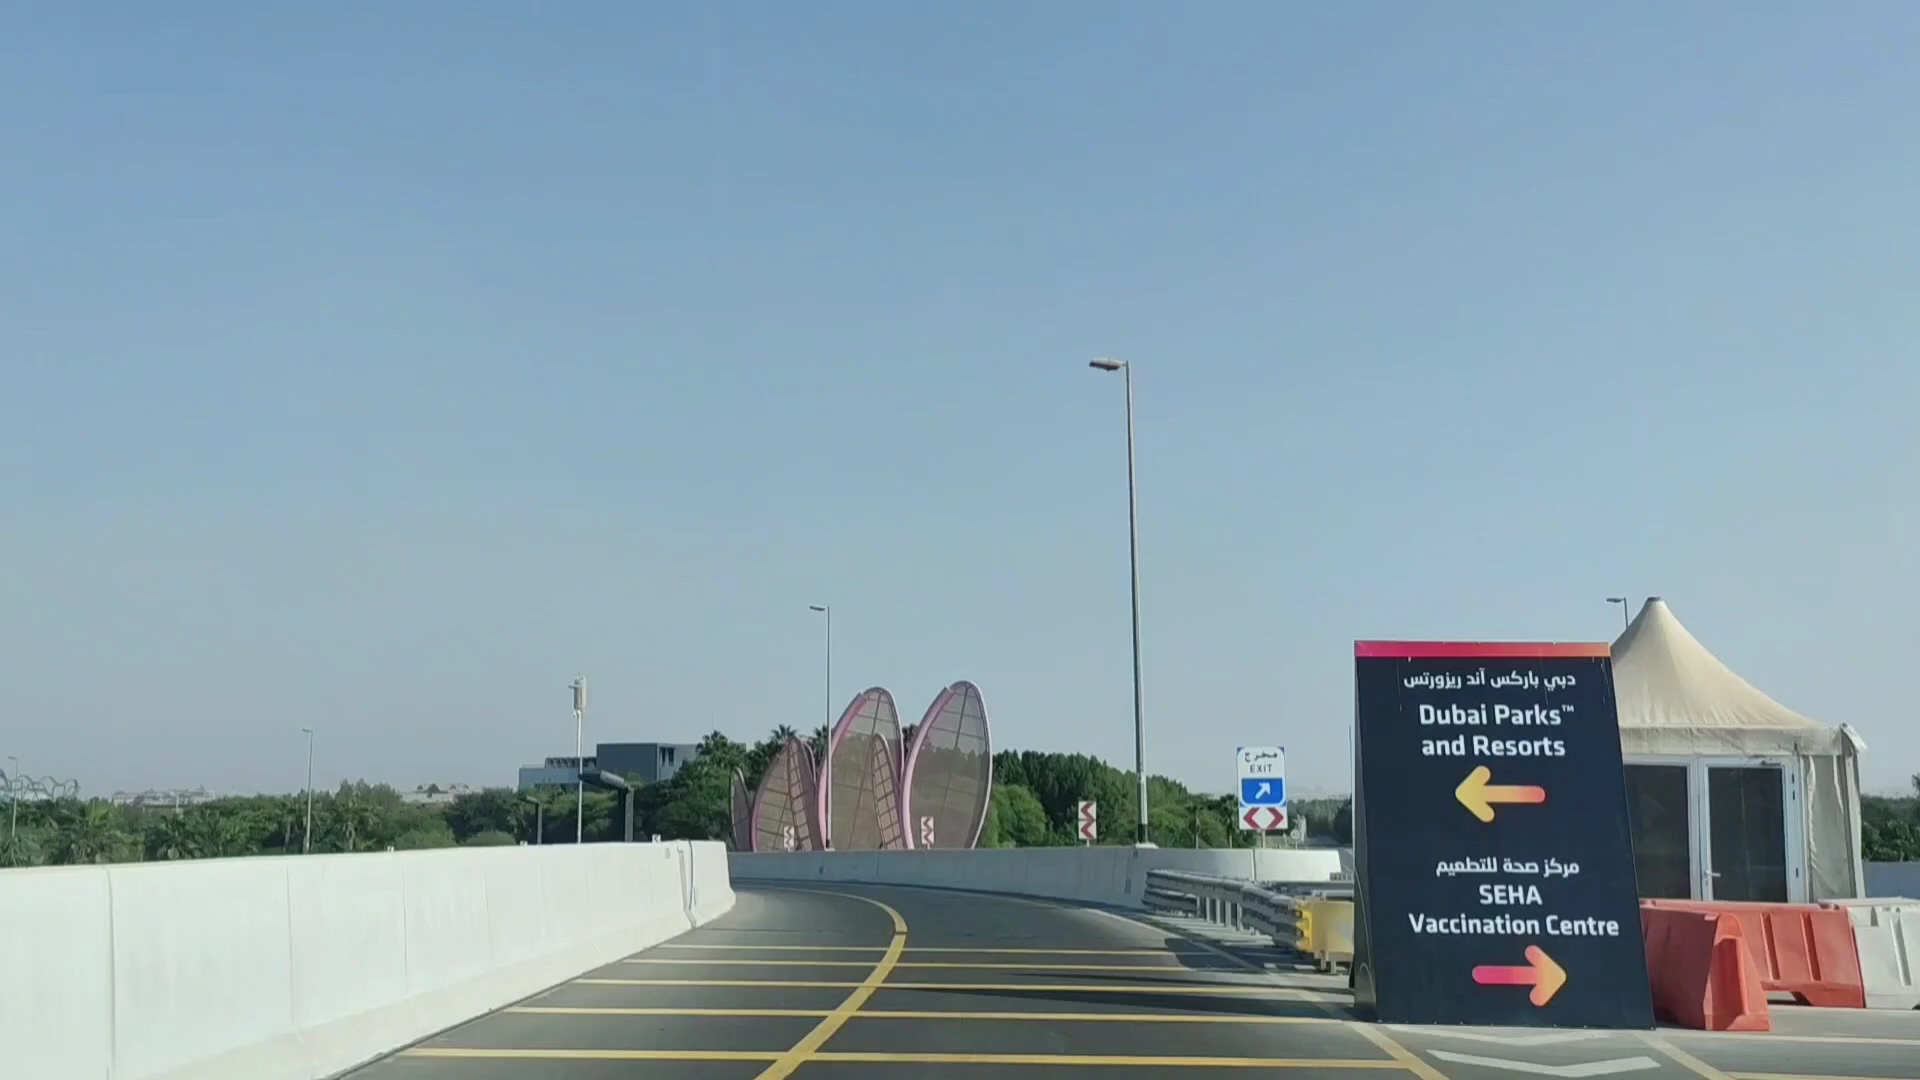 مخرج
EXIT
دبي باركس آند ريزورتس
Dubai Parks™
and Resorts
مركز صحة للتطعيم
SEHA
Vaccination Centre